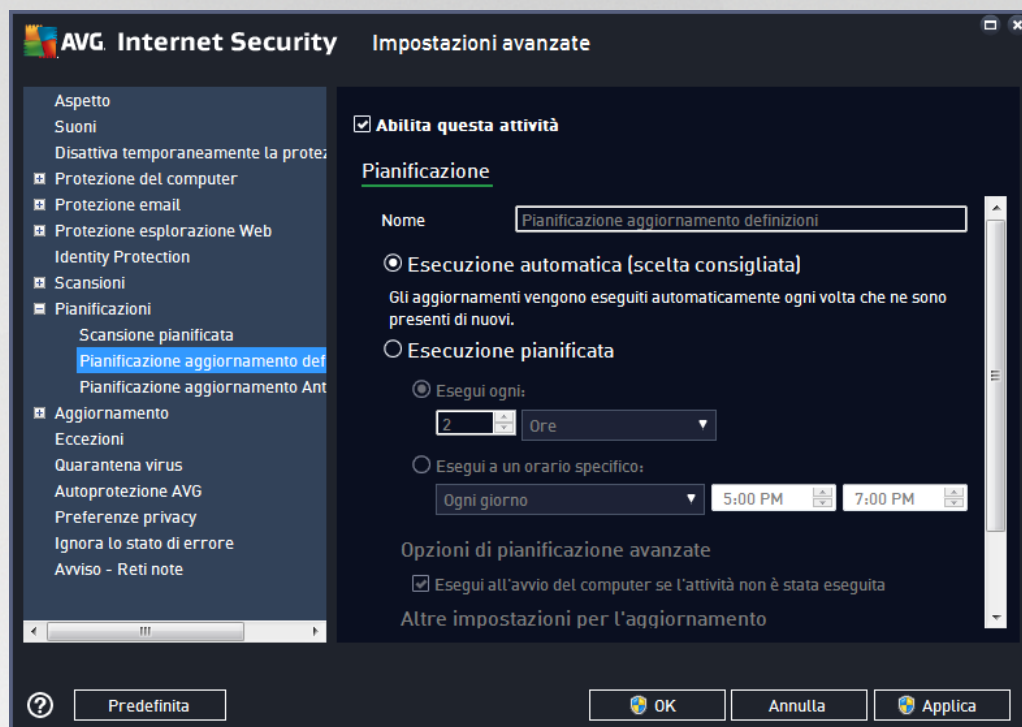 AVG Internet Security Impostazioni avanzate
Aspetto
Suoni
Disattiva temporaneamente la protez
Protezione del computer
Protezione email
Protezione esplorazione Web
Identity Protection
Scansioni
Pianificazioni
Scansione pianificata
Pianificazione aggiornamento def
Pianificazione aggiornamento Ant
Aggiornamento
Eccezioni
Quarantena virus
Autoprotezione AVG
Preferenze privacy
Ignora lo stato di errore
Avviso - Reti note
Abilita questa attività
Pianificazione
Nome Pianificazione aggiornamento definizioni
Esecuzione automatica (scelta consigliata)
Gli aggiornamenti vengono eseguiti automaticamente ogni volta che ne sono
presenti di nuovi.
Esecuzione pianificata
Esegui ogni:
2 Ore
Esegui a un orario specifico:
Ogni giorno 5:00 PM 7:00 PM
Opzioni di pianificazione avanzate
Esegui all'avvio del computer se l'attività non è stata eseguita
Altre impostazioni per l'aggiornamento
? Predefinita OK Annulla Applica